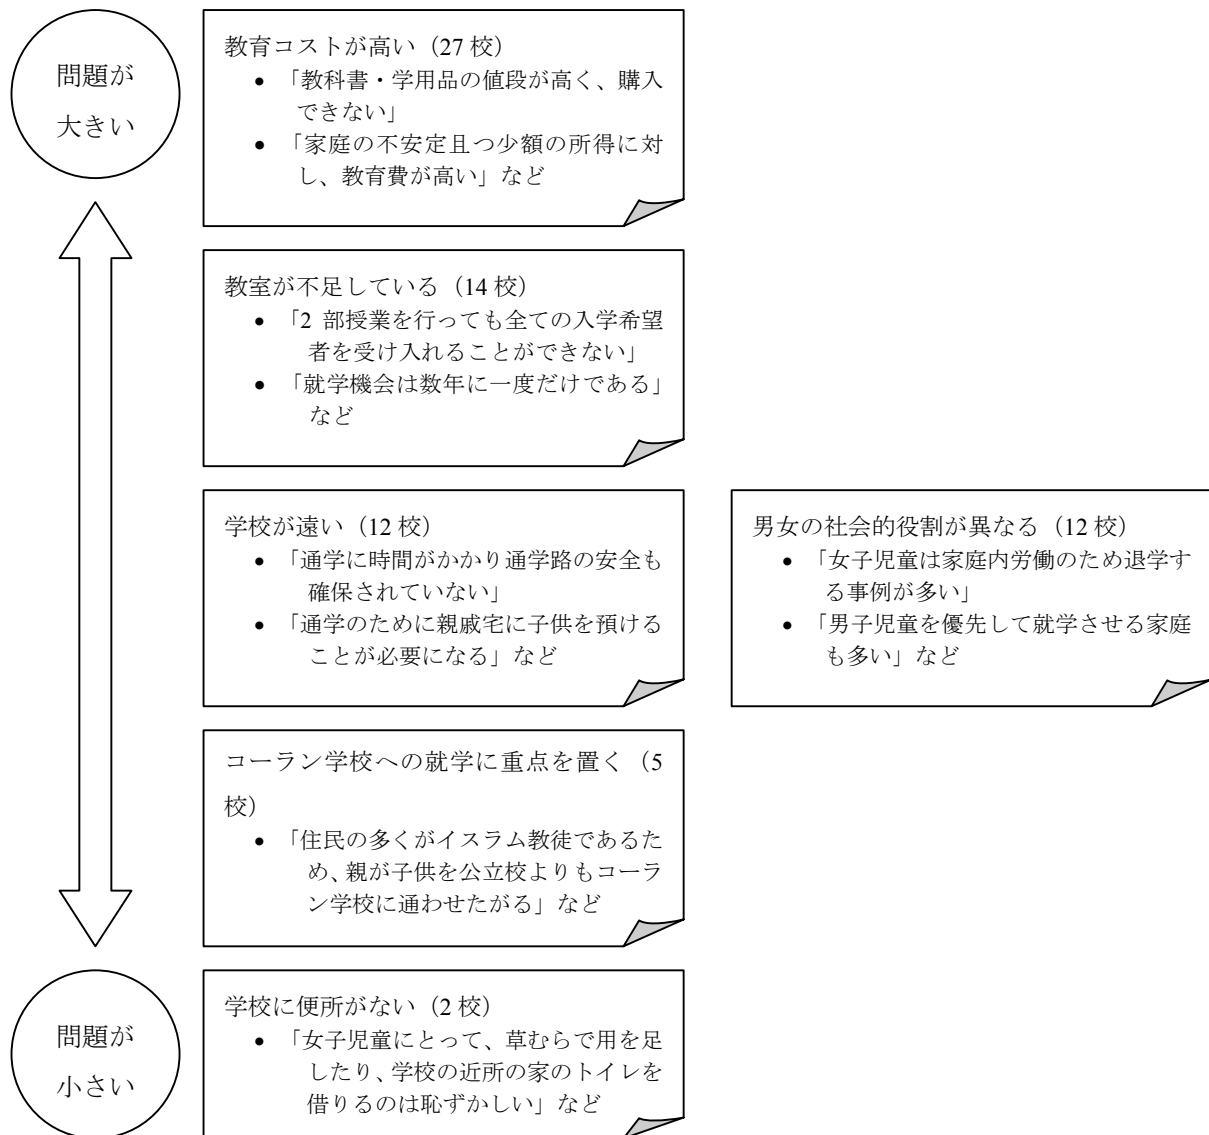 問題が
大きい
教育コストが高い（27 校）
• 「教科書・学用品の値段が高く、購入
できない」
• 「家庭の不安定且つ少額の所得に対
し、教育費が高い」など
教室が不足している（14 校）
• 「2 部授業を行っても全ての入学希望
者を受け入れることができない」
• 「就学機会は数年に一度だけである」
など
学校が遠い（12 校）
• 「通学に時間がかかり通学路の安全も
確保されていない」
• 「通学のために親戚宅に子供を預ける
ことが必要になる」など
男女の社会的役割が異なる（12 校）
• 「女子児童は家庭内労働のため退学す
る事例が多い」
• 「男子児童を優先して就学させる家庭
も多い」など
コーラン学校への就学に重点を置く（5
校）
• 「住民の多くがイスラム教徒であるた
め、親が子供を公立校よりもコーラ
ン学校に通わせたがる」など
問題が
小さい
学校に便所がない（2 校）
• 「女子児童にとって、草むらで用を足
したり、学校の近所の家のトイレを
借りるのは恥ずかしい」など